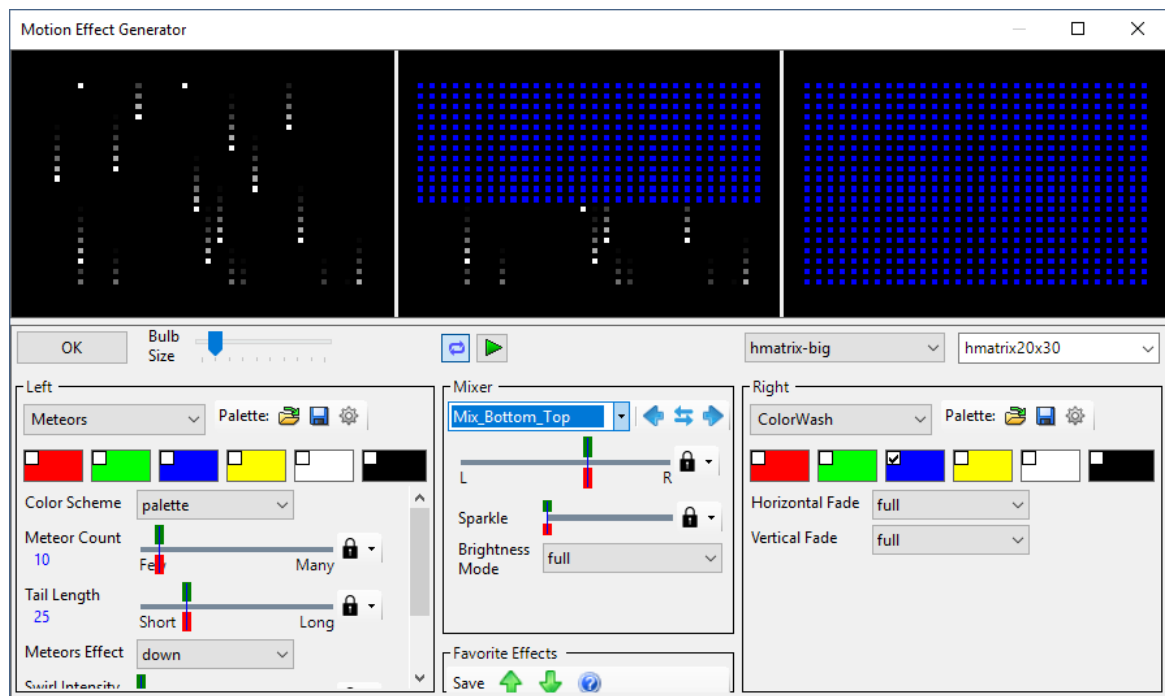 Motion Effect Generator
OK
Bulb
Size
hmatrix-big
hmatrix20x30
Left
Meteors
Palette:
Color Scheme
palette
Meteor Count
10
Few
Many
Tail Length
25
Short
Long
Meteors Effect
down
Swirl Intensity
Mixer
Mix_Bottom_Top
L
R
Sparkle
Brightness
Mode
full
Favorite Effects
Save
Right
ColorWash
Palette:
Horizontal Fade
full
Vertical Fade
full